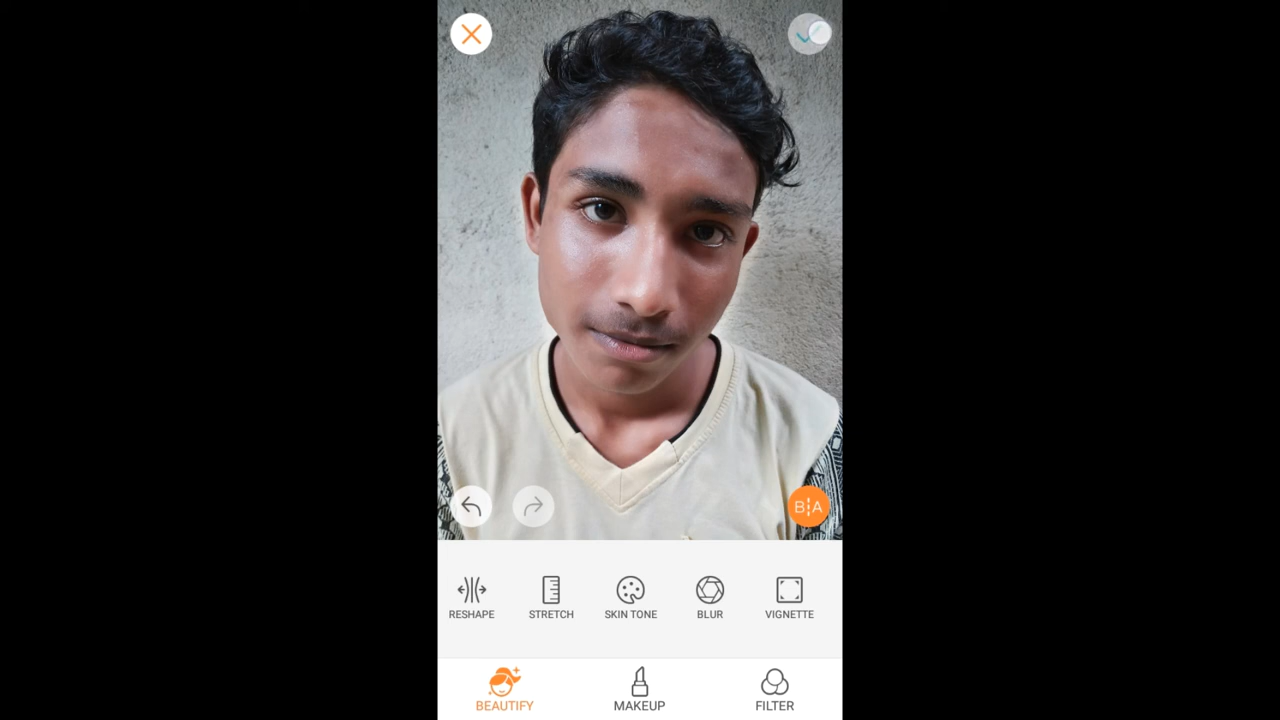 B A
RESHAPE STRETCH SKIN TONE BLUR VIGNETTE
BEAUTIFY MAKEUP FILTER